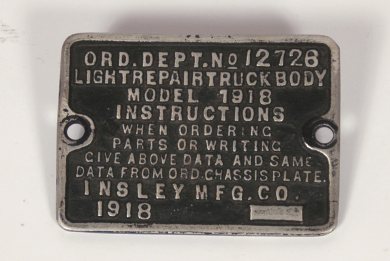 ORD. DEPT. No 12726
LIGHT REPAIR TRUCK BODY
MODEL 1918
INSTRUCTIONS
WHEN ORDERING
PARTS OR WRITING
GIVE ABOVE DATA AND SAME
DATA FROM ORD. CHASSIS PLATE.
INSLEY MFG. CO.
1918